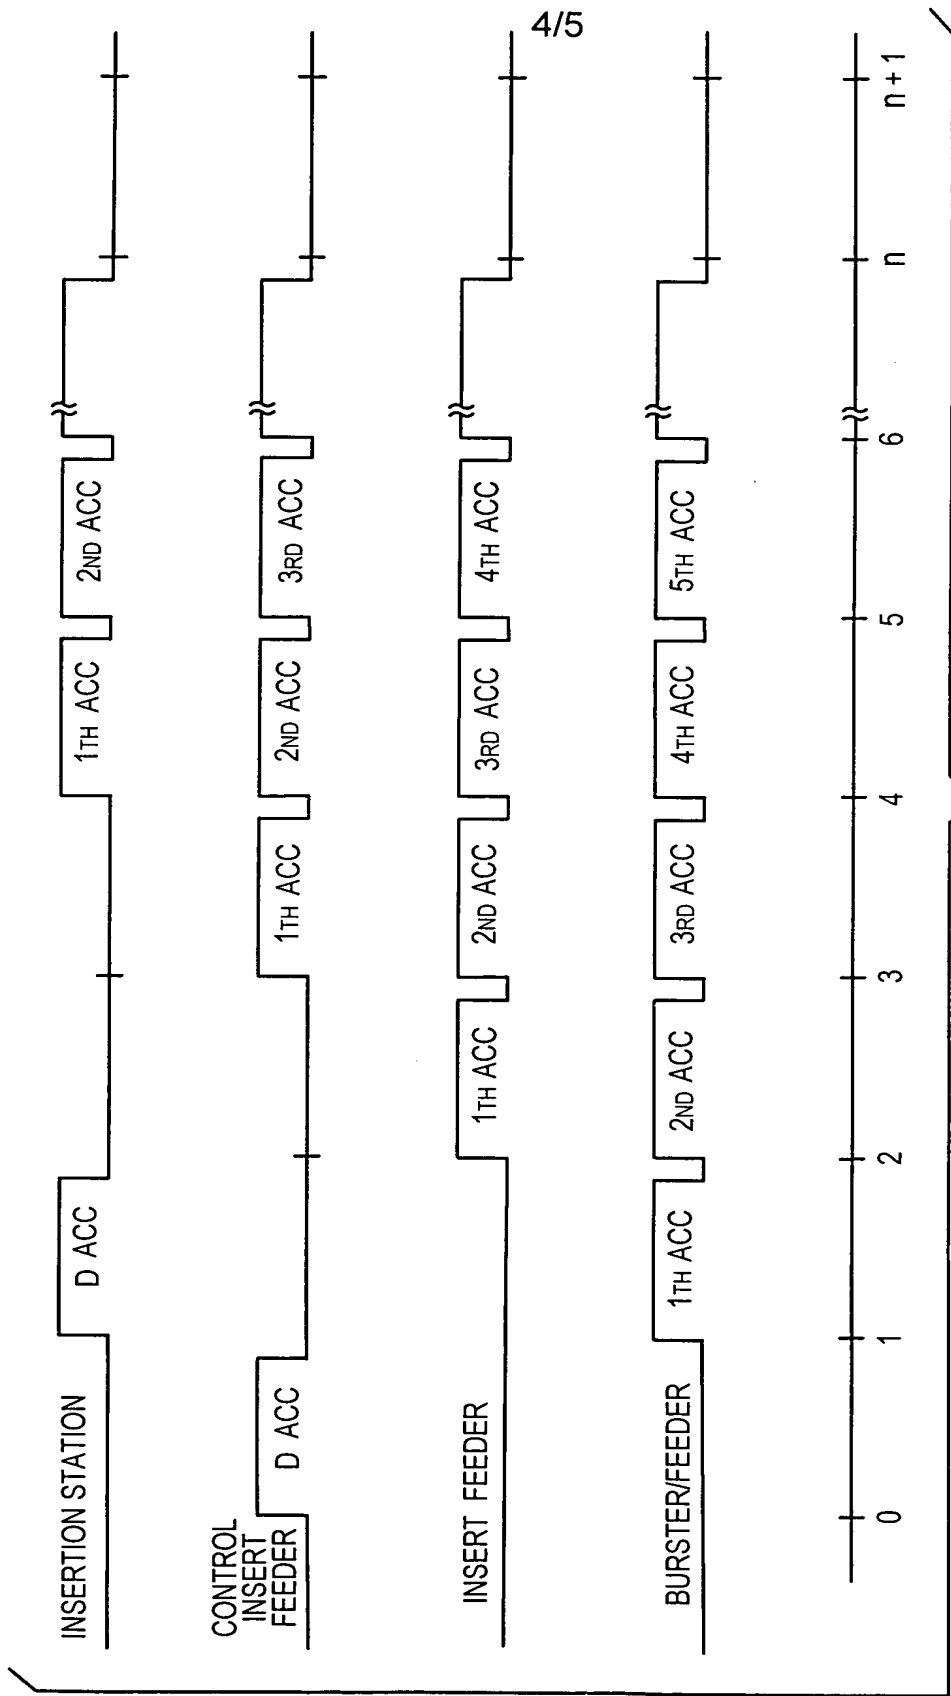 4/5
INSERTION STATION
D ACC
1TH ACC
2ND ACC
CONTROL
INSERT
FEEDER
D ACC
1TH ACC
2ND ACC
3RD ACC
INSERT FEEDER
1TH ACC
2ND ACC
3RD ACC
4TH ACC
BURSTER/FEEDER
1TH ACC
2ND ACC
3RD ACC
4TH ACC
5TH ACC
0
1
2
3
4
5
6
n
n+1